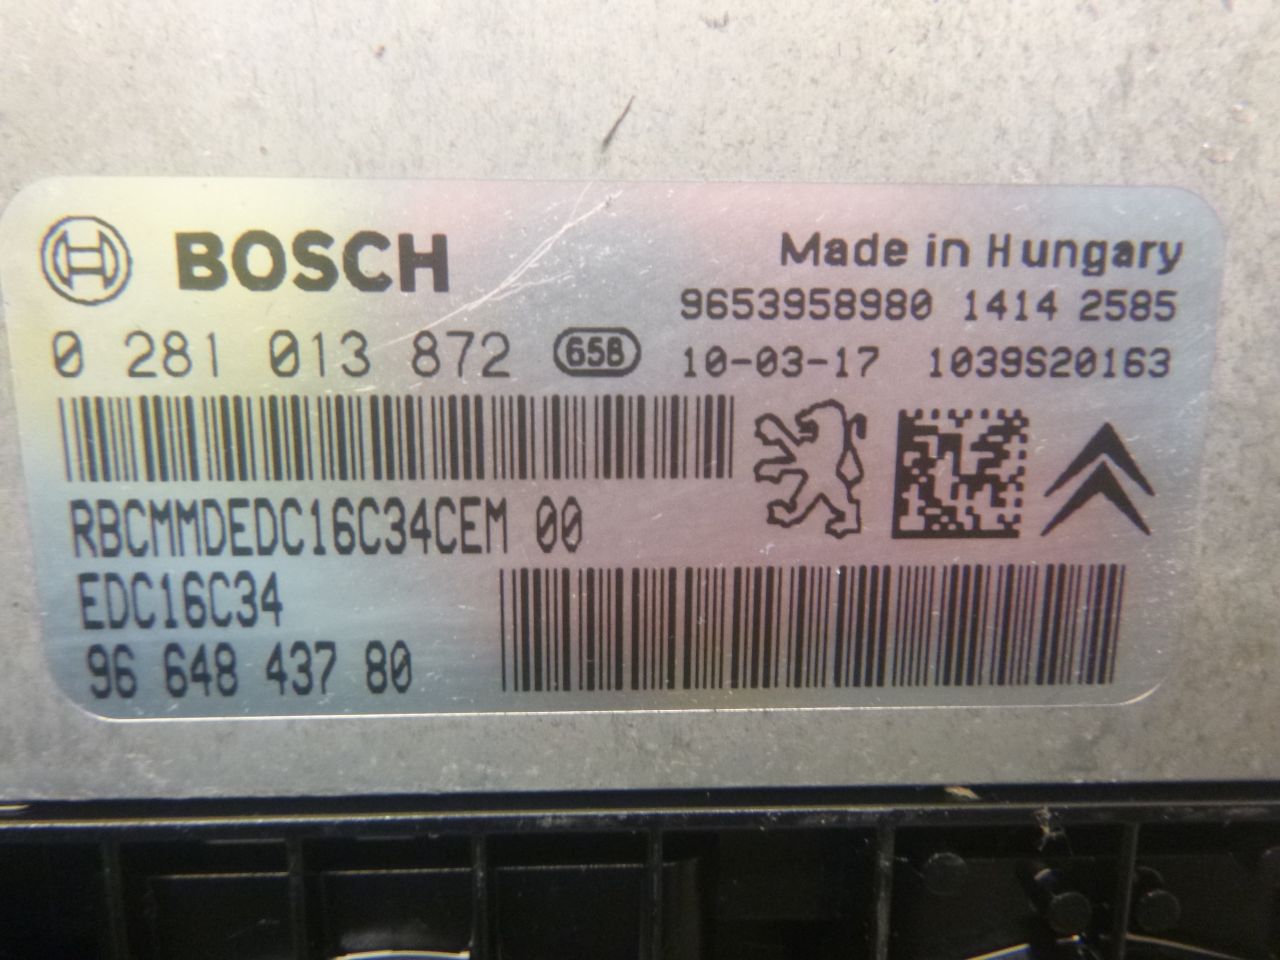 BOSCH
Made in Hungary
9653958980 1414 2585
0 281 013 872 65B 10-03-17 1039S20163
RBCMMDEDC16C34CEM 00
EDC16C34
96 648 437 80